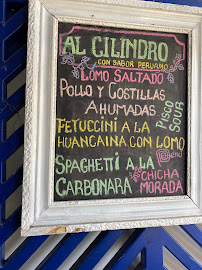 AL CILINDRO
CON SABOR PERUANO
LOMO SALTADO
POLLO Y COSTILLAS
AHUMADAS
PISCO SOUR
FETUCCINI A LA
HUANCAINA CON LOMO
SPAGHETTI A LA
CARBONARA
CHICHA
MORADA